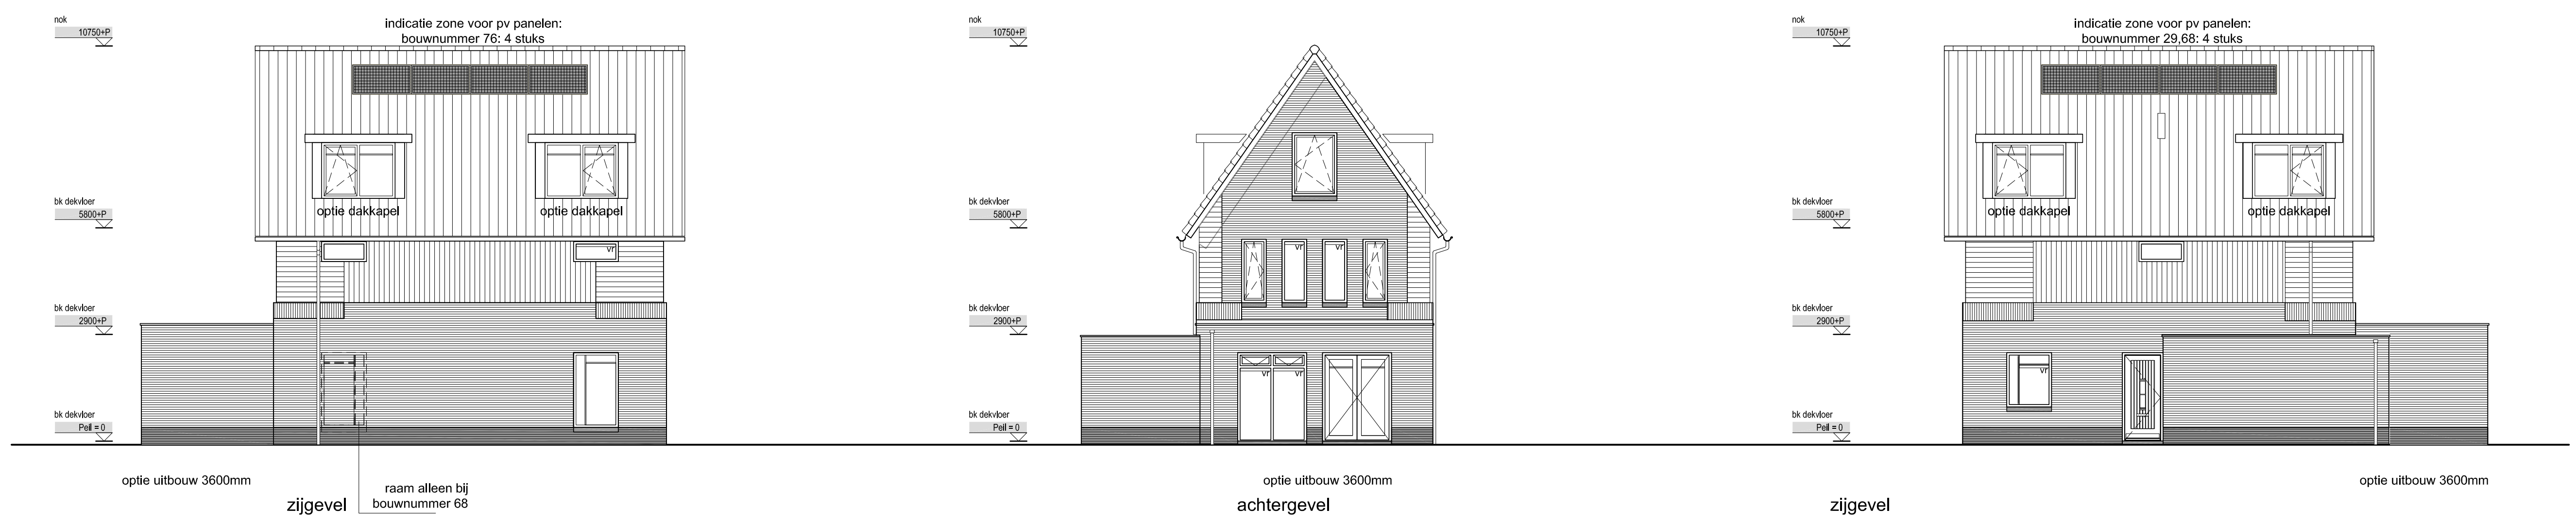 nok
10750+P
indicatie zone voor pv panelen:
bouwnummer 76: 4 stuks
bk dekvloer
5800+P
optie dakkapel
optie dakkapel
vr
bk dekvloer
2900+P
bk dekvloer
Peil = 0
optie uitbouw 3600mm
zijgevel
raam alleen bij
bouwnummer 68
nok
10750+P
bk dekvloer
5800+P
vr
vr
bk dekvloer
2900+P
vr
vr
bk dekvloer
Peil = 0
optie uitbouw 3600mm
achtergevel
nok
10750+P
indicatie zone voor pv panelen:
bouwnummer 29,68: 4 stuks
bk dekvloer
5800+P
optie dakkapel
optie dakkapel
bk dekvloer
2900+P
vr
bk dekvloer
Peil = 0
optie uitbouw 3600mm
zijgevel